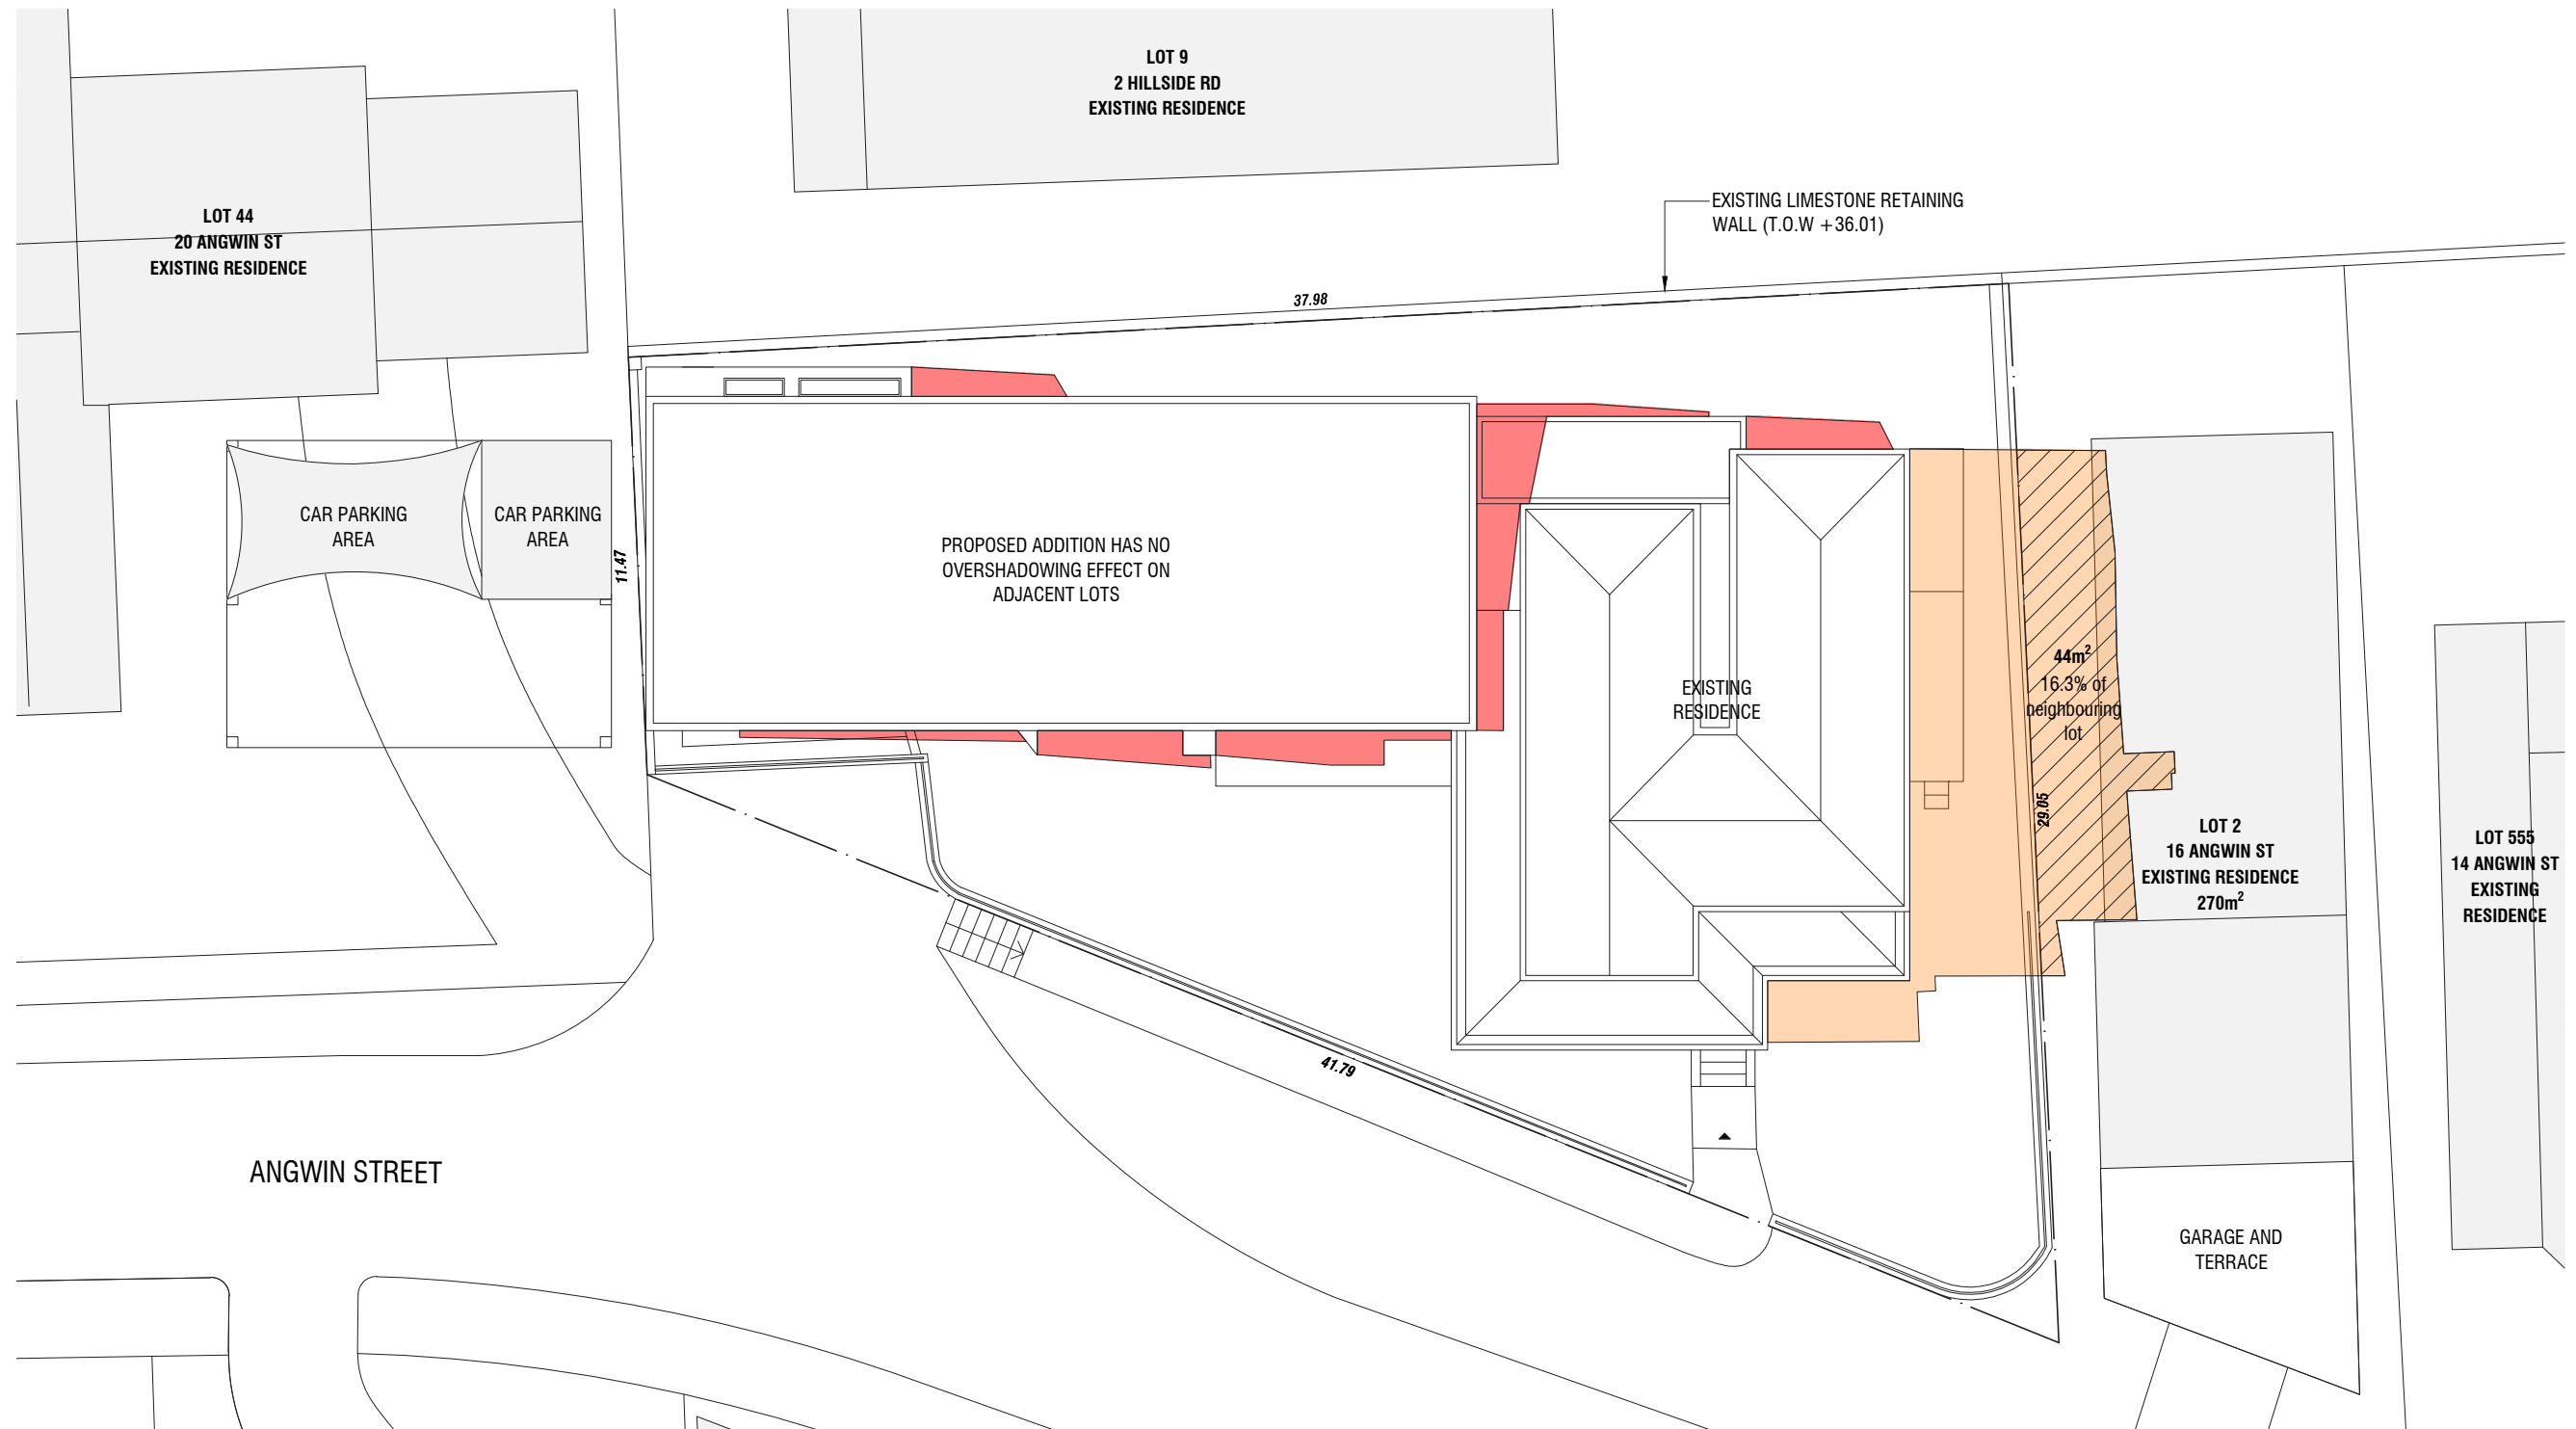 LOT 9
2 HILLSIDE RD
EXISTING RESIDENCE
EXISTING LIMESTONE RETAINING
WALL (T.O.W +36.01)
LOT 44
20 ANGWIN ST
EXISTING RESIDENCE
37.98
CAR PARKING
AREA
CAR PARKING
AREA
11.47
PROPOSED ADDITION HAS NO
OVERSHADOWING EFFECT ON
ADJACENT LOTS
EXISTING
RESIDENCE
44m²
16.3% of
neighbouring
lot
29.05
LOT 2
16 ANGWIN ST
EXISTING RESIDENCE
270m²
LOT 555
14 ANGWIN ST
EXISTING
RESIDENCE
41.79
ANGWIN STREET
GARAGE AND
TERRACE